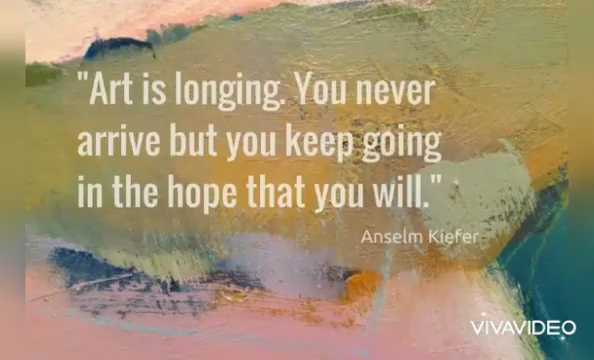 "Art is longing. You never
arrive but you keep going
in the hope that you will."
Anselm Kiefer
VIVAVIDEO